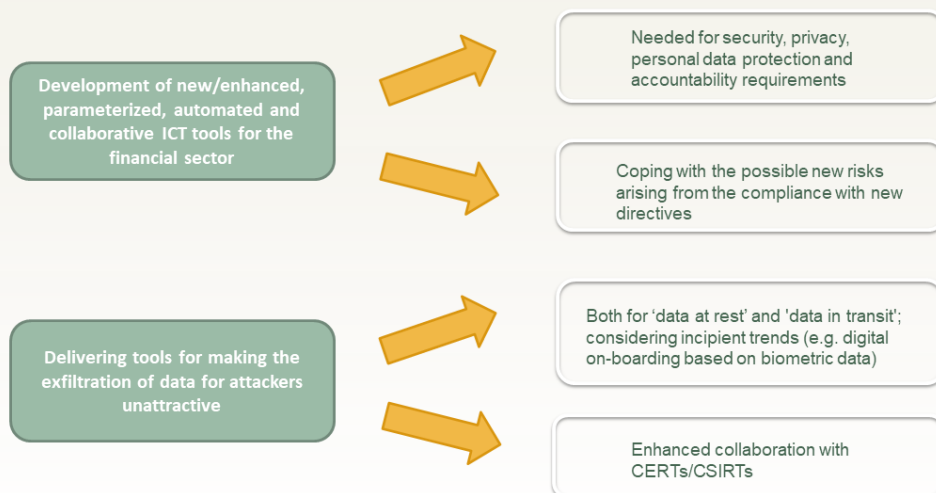 Development of new/enhanced,
parameterized, automated and
collaborative ICT tools for the
financial sector
Needed for security, privacy,
personal data protection and
accountability requirements
Coping with the possible new risks
arising from the compliance with new
directives
Delivering tools for making the
exfiltration of data for attackers
unattractive
Both for ‘data at rest’ and 'data in transit';
considering incipient trends (e.g. digital
on-boarding based on biometric data)
Enhanced collaboration with
CERTs/CSIRTs